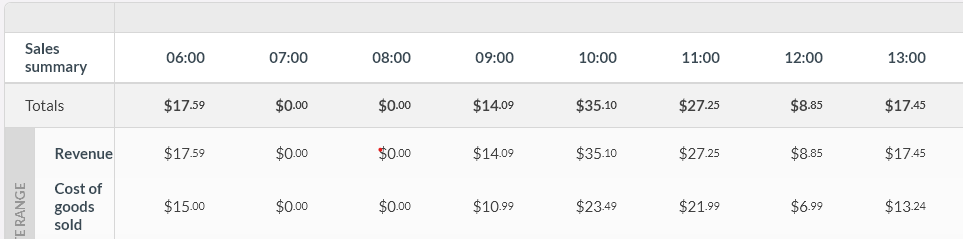 Sales summary 06:00 07:00 08:00 09:00 10:00 11:00 12:00 13:00
Totals $17.59 $0.00 $0.00 $14.09 $35.10 $27.25 $8.85 $17.45
Revenue $17.59 $0.00 $0.00 $14.09 $35.10 $27.25 $8.85 $17.45
Cost of goods sold $15.00 $0.00 $0.00 $10.99 $23.49 $21.99 $6.99 $13.24
RANGE